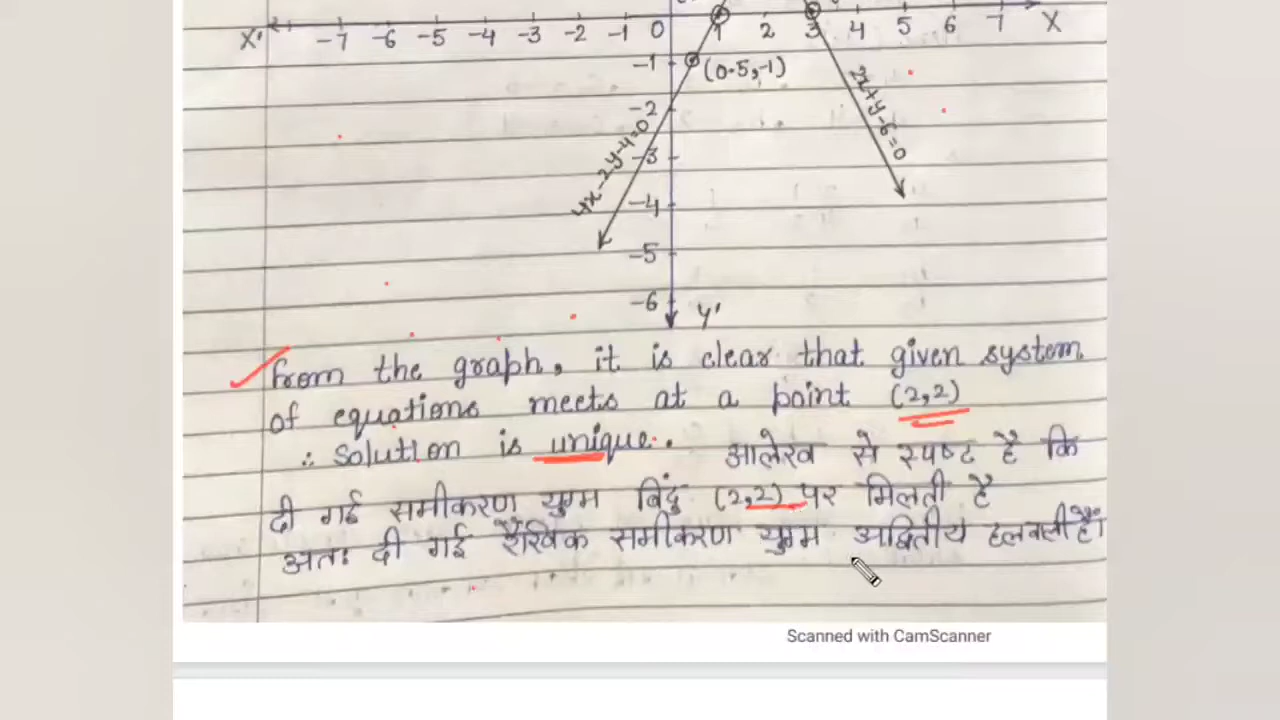 X' -7 -6 -5 -4 -3 -2 -1 0 1 2 3 4 5 6 7 X
-1 (0.5,-1)
-2
-3
-4
-5
-6
y'
4x-2y-4=0
2x+y-6=0
from the graph, it is clear that given system
of equations meets at a point (2,2)
∴ solution is unique. आलेख से स्पष्ट है कि
दी गई समीकरण युग्म बिंदु (2,2) पर मिलती है
अतः दी गई रैखिक समीकरण युग्म अद्वितीय हल वाली है।
Scanned with CamScanner